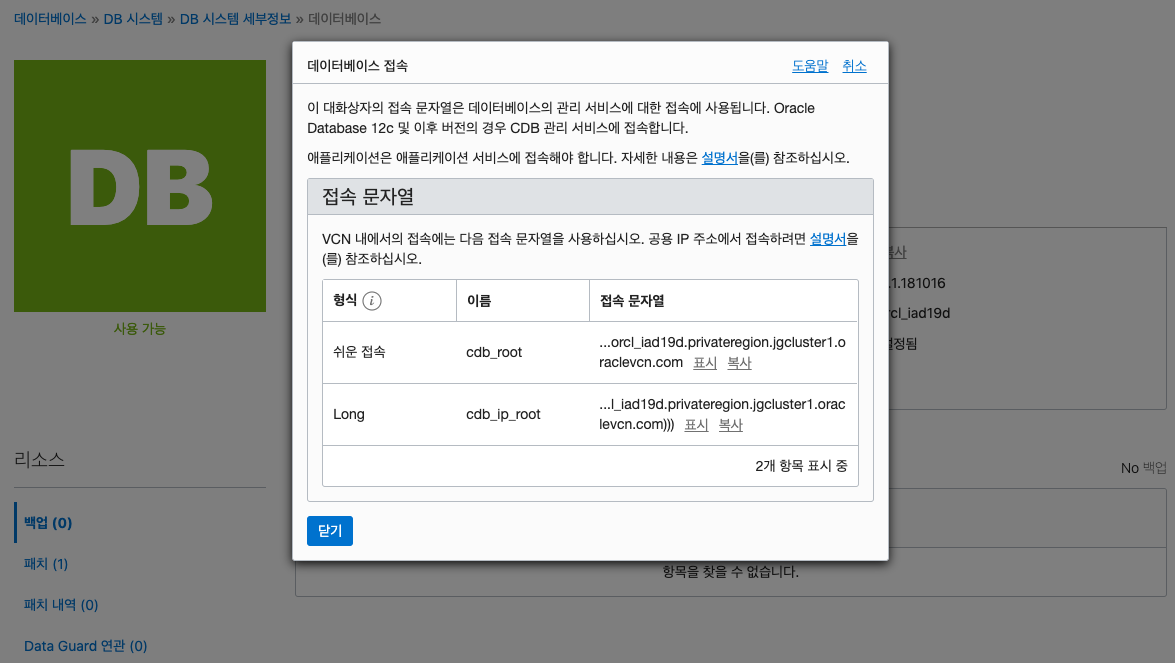 데이터베이스 » DB 시스템 » DB 시스템 세부정보 » 데이터베이스
DB
사용 가능
리소스
백업 (0)
패치 (1)
패치 내역 (0)
Data Guard 연관 (0)
데이터베이스 접속 도움말 취소
이 대화상자의 접속 문자열은 데이터베이스의 관리 서비스에 대한 접속에 사용됩니다. Oracle
Database 12c 및 이후 버전의 경우 CDB 관리 서비스에 접속합니다.
애플리케이션은 애플리케이션 서비스에 접속해야 합니다. 자세한 내용은 설명서을(를) 참조하십시오.
접속 문자열
VCN 내에서의 접속에는 다음 접속 문자열을 사용하십시오. 공용 IP 주소에서 접속하려면 설명서을
(를) 참조하십시오.
형식 i 이름 접속 문자열
쉬운 접속 cdb_root ...orcl_iad19d.privateregion.jgcluster1.o
raclevcn.com 표시 복사
Long cdb_ip_root ...l_iad19d.privateregion.jgcluster1.orac
levcn.com))) 표시 복사
2개 항목 표시 중
닫기
복사
.1.181016
rcl_iad19d
설정됨
No 백업
항목을 찾을 수 없습니다.